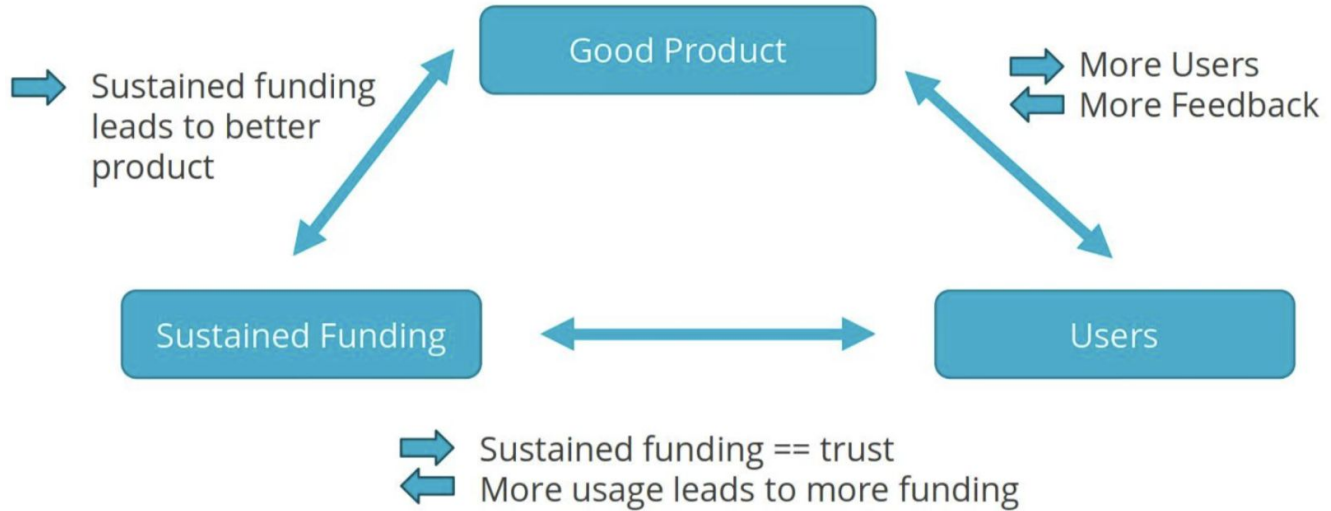 Good Product
Sustained funding
leads to better
product
More Users
More Feedback
Sustained Funding
Users
Sustained funding == trust
More usage leads to more funding